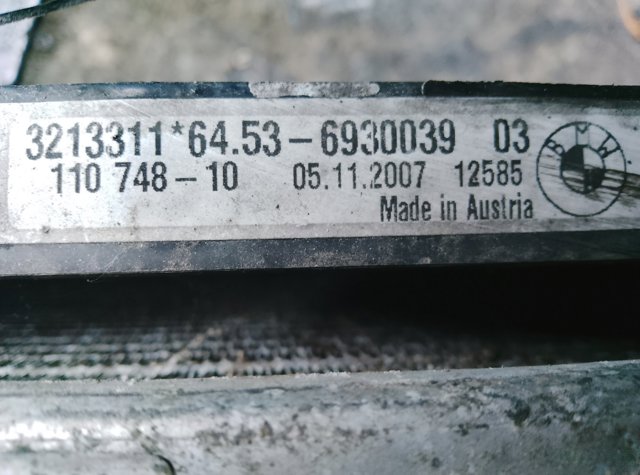 3213311*64.53-6930039 03
110 748-10 05.11.2007 12585
Made in Austria
BMW